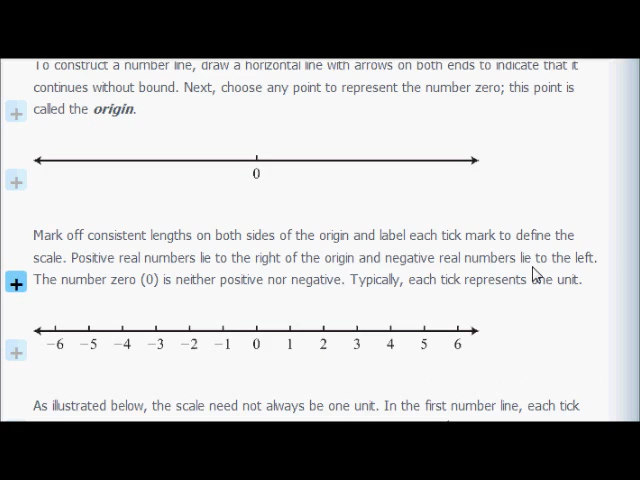 To construct a number line, draw a horizontal line with arrows on both ends to indicate that it
continues without bound. Next, choose any point to represent the number zero; this point is
called the origin.
0
Mark off consistent lengths on both sides of the origin and label each tick mark to define the
scale. Positive real numbers lie to the right of the origin and negative real numbers lie to the left.
The number zero (0) is neither positive nor negative. Typically, each tick represents one unit.
−6 −5 −4 −3 −2 −1 0 1 2 3 4 5 6
As illustrated below, the scale need not always be one unit. In the first number line, each tick